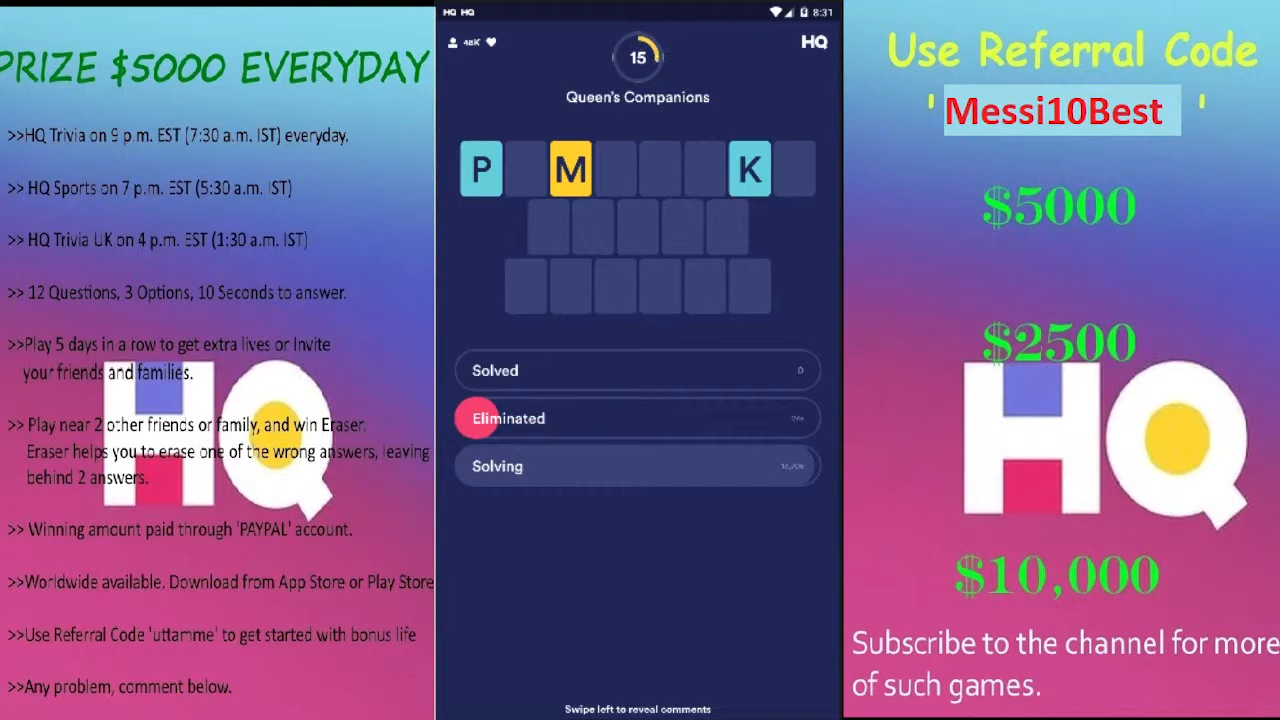 PRIZE $5000 EVERYDAY
>>HQ Trivia on 9 p.m. EST (7:30 a.m. IST) everyday.
>> HQ Sports on 7 p.m. EST (5:30 a.m. IST)
>> HQ Trivia UK on 4 p.m. EST (1:30 a.m. IST)
>> 12 Questions, 3 Options, 10 Seconds to answer.
>>Play 5 days in a row to get extra lives or Invite
your friends and families.
>> Play near 2 other friends or family, and win Eraser.
Eraser helps you to erase one of the wrong answers, leaving
behind 2 answers.
>> Winning amount paid through 'PAYPAL' account.
>>Worldwide available. Download from App Store or Play Store
>>Use Referral Code 'uttamme' to get started with bonus life
>>Any problem, comment below.
HQ
HQ HQ 8:31
48K HQ
15
Queen's Companions
P M K
Solved 0
Eliminated
Solving
Swipe left to reveal comments
Use Referral Code
' Messi10Best '
$5000
$2500
HQ
$10,000
Subscribe to the channel for more
of such games.